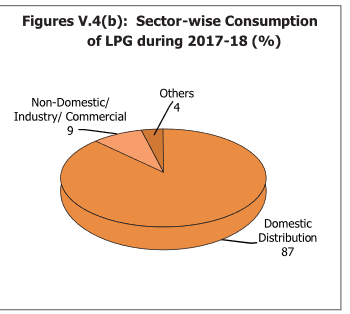 Figures V.4(b): Sector-wise Consumption
of LPG during 2017-18 (%)
Others
4
Non-Domestic/
Industry/ Commercial
9
Domestic
Distribution
87